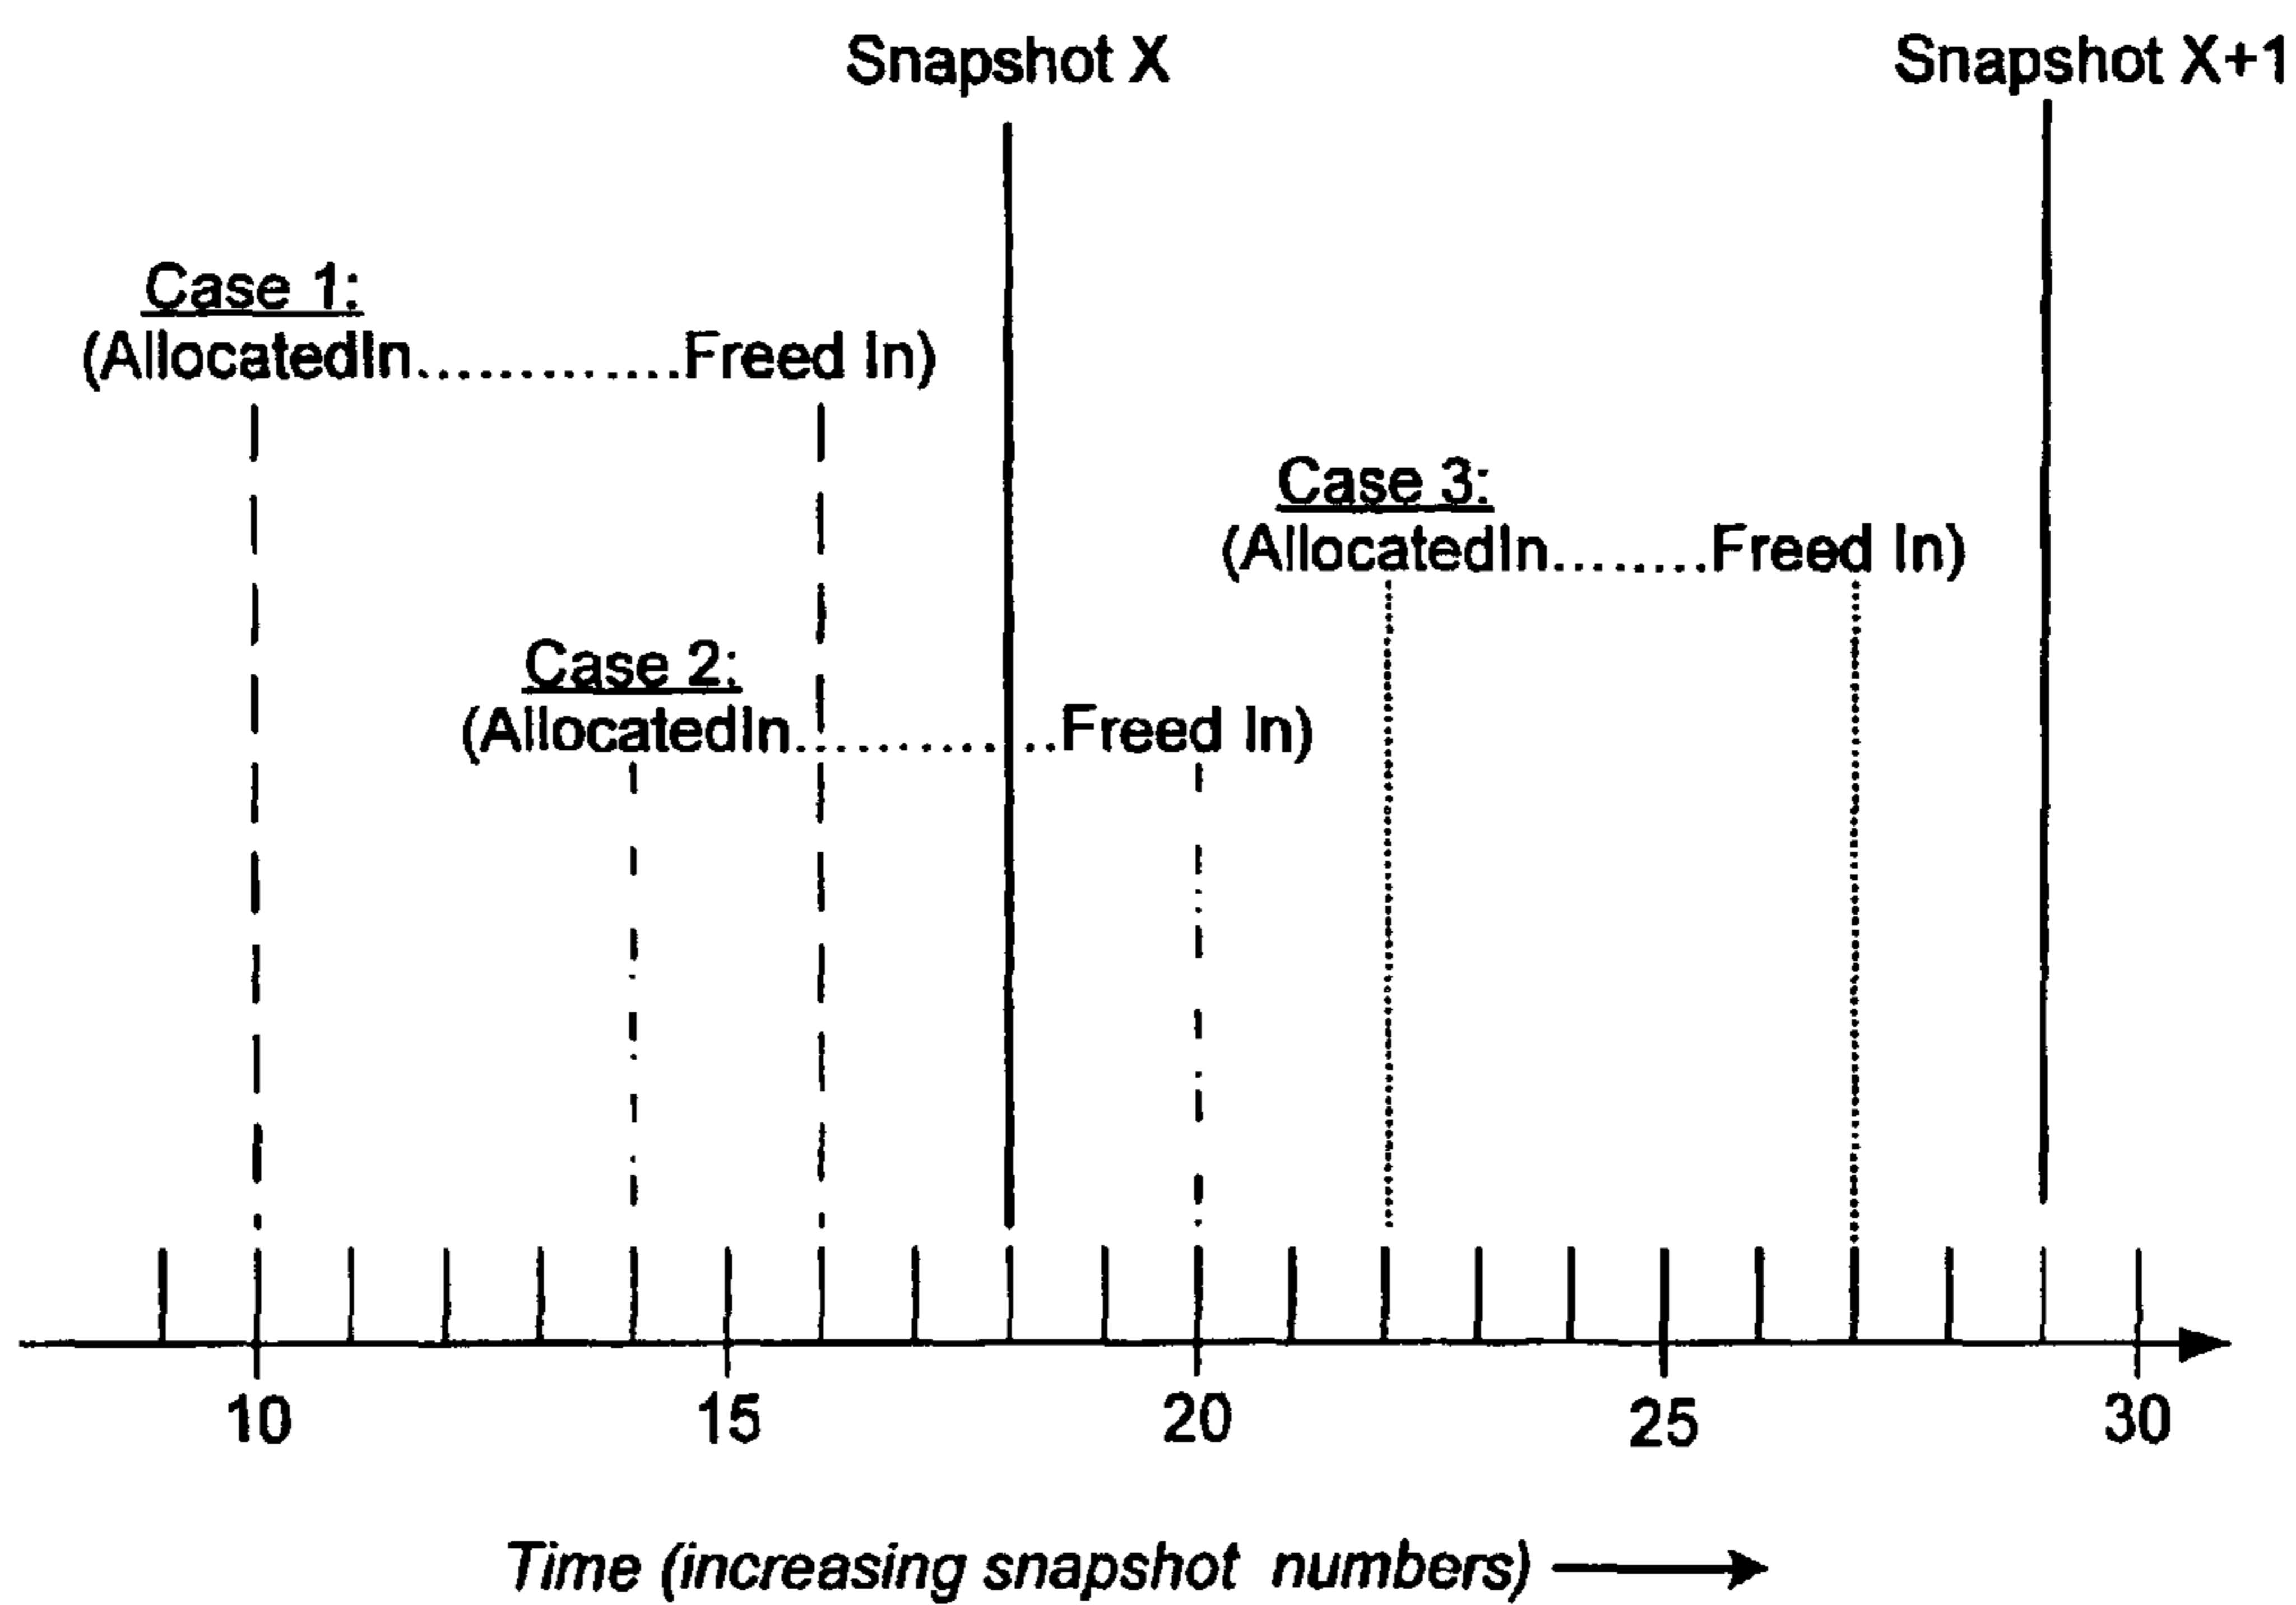 Snapshot X
Snapshot X+1
Case 1:
(AllocatedIn..............Freed In)
Case 3:
(AllocatedIn........Freed In)
Case 2:
(AllocatedIn..............Freed In)
10 15 20 25 30
Time (increasing snapshot numbers)